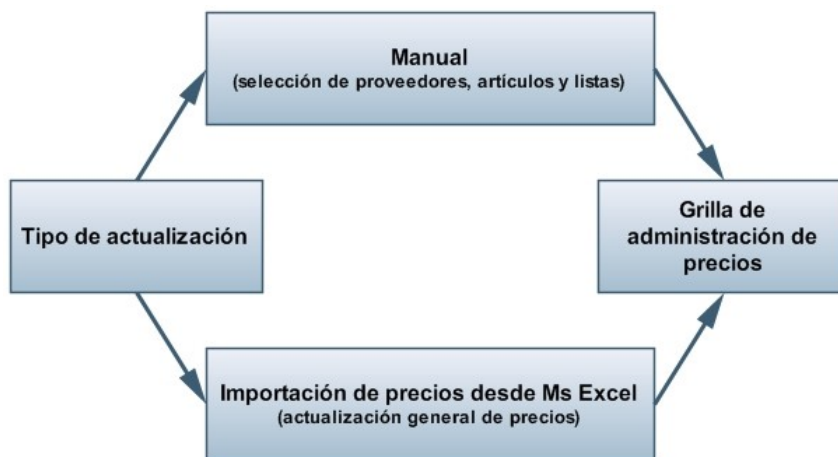 Manual
(selección de proveedores, artículos y listas)
Tipo de actualización
Grilla de
administración de
precios
Importación de precios desde Ms Excel
(actualización general de precios)